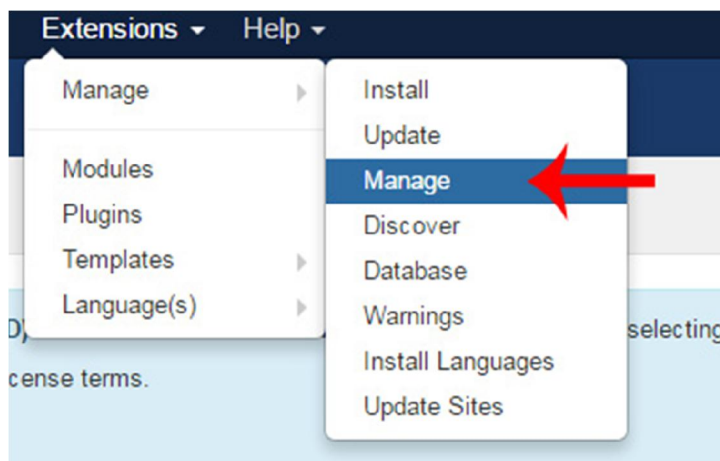 Extensions Help
Manage
Modules
Plugins
Templates
Language(s)
Install
Update
Manage
Discover
Database
Warnings
Install Languages
Update Sites
selecting
cense terms.